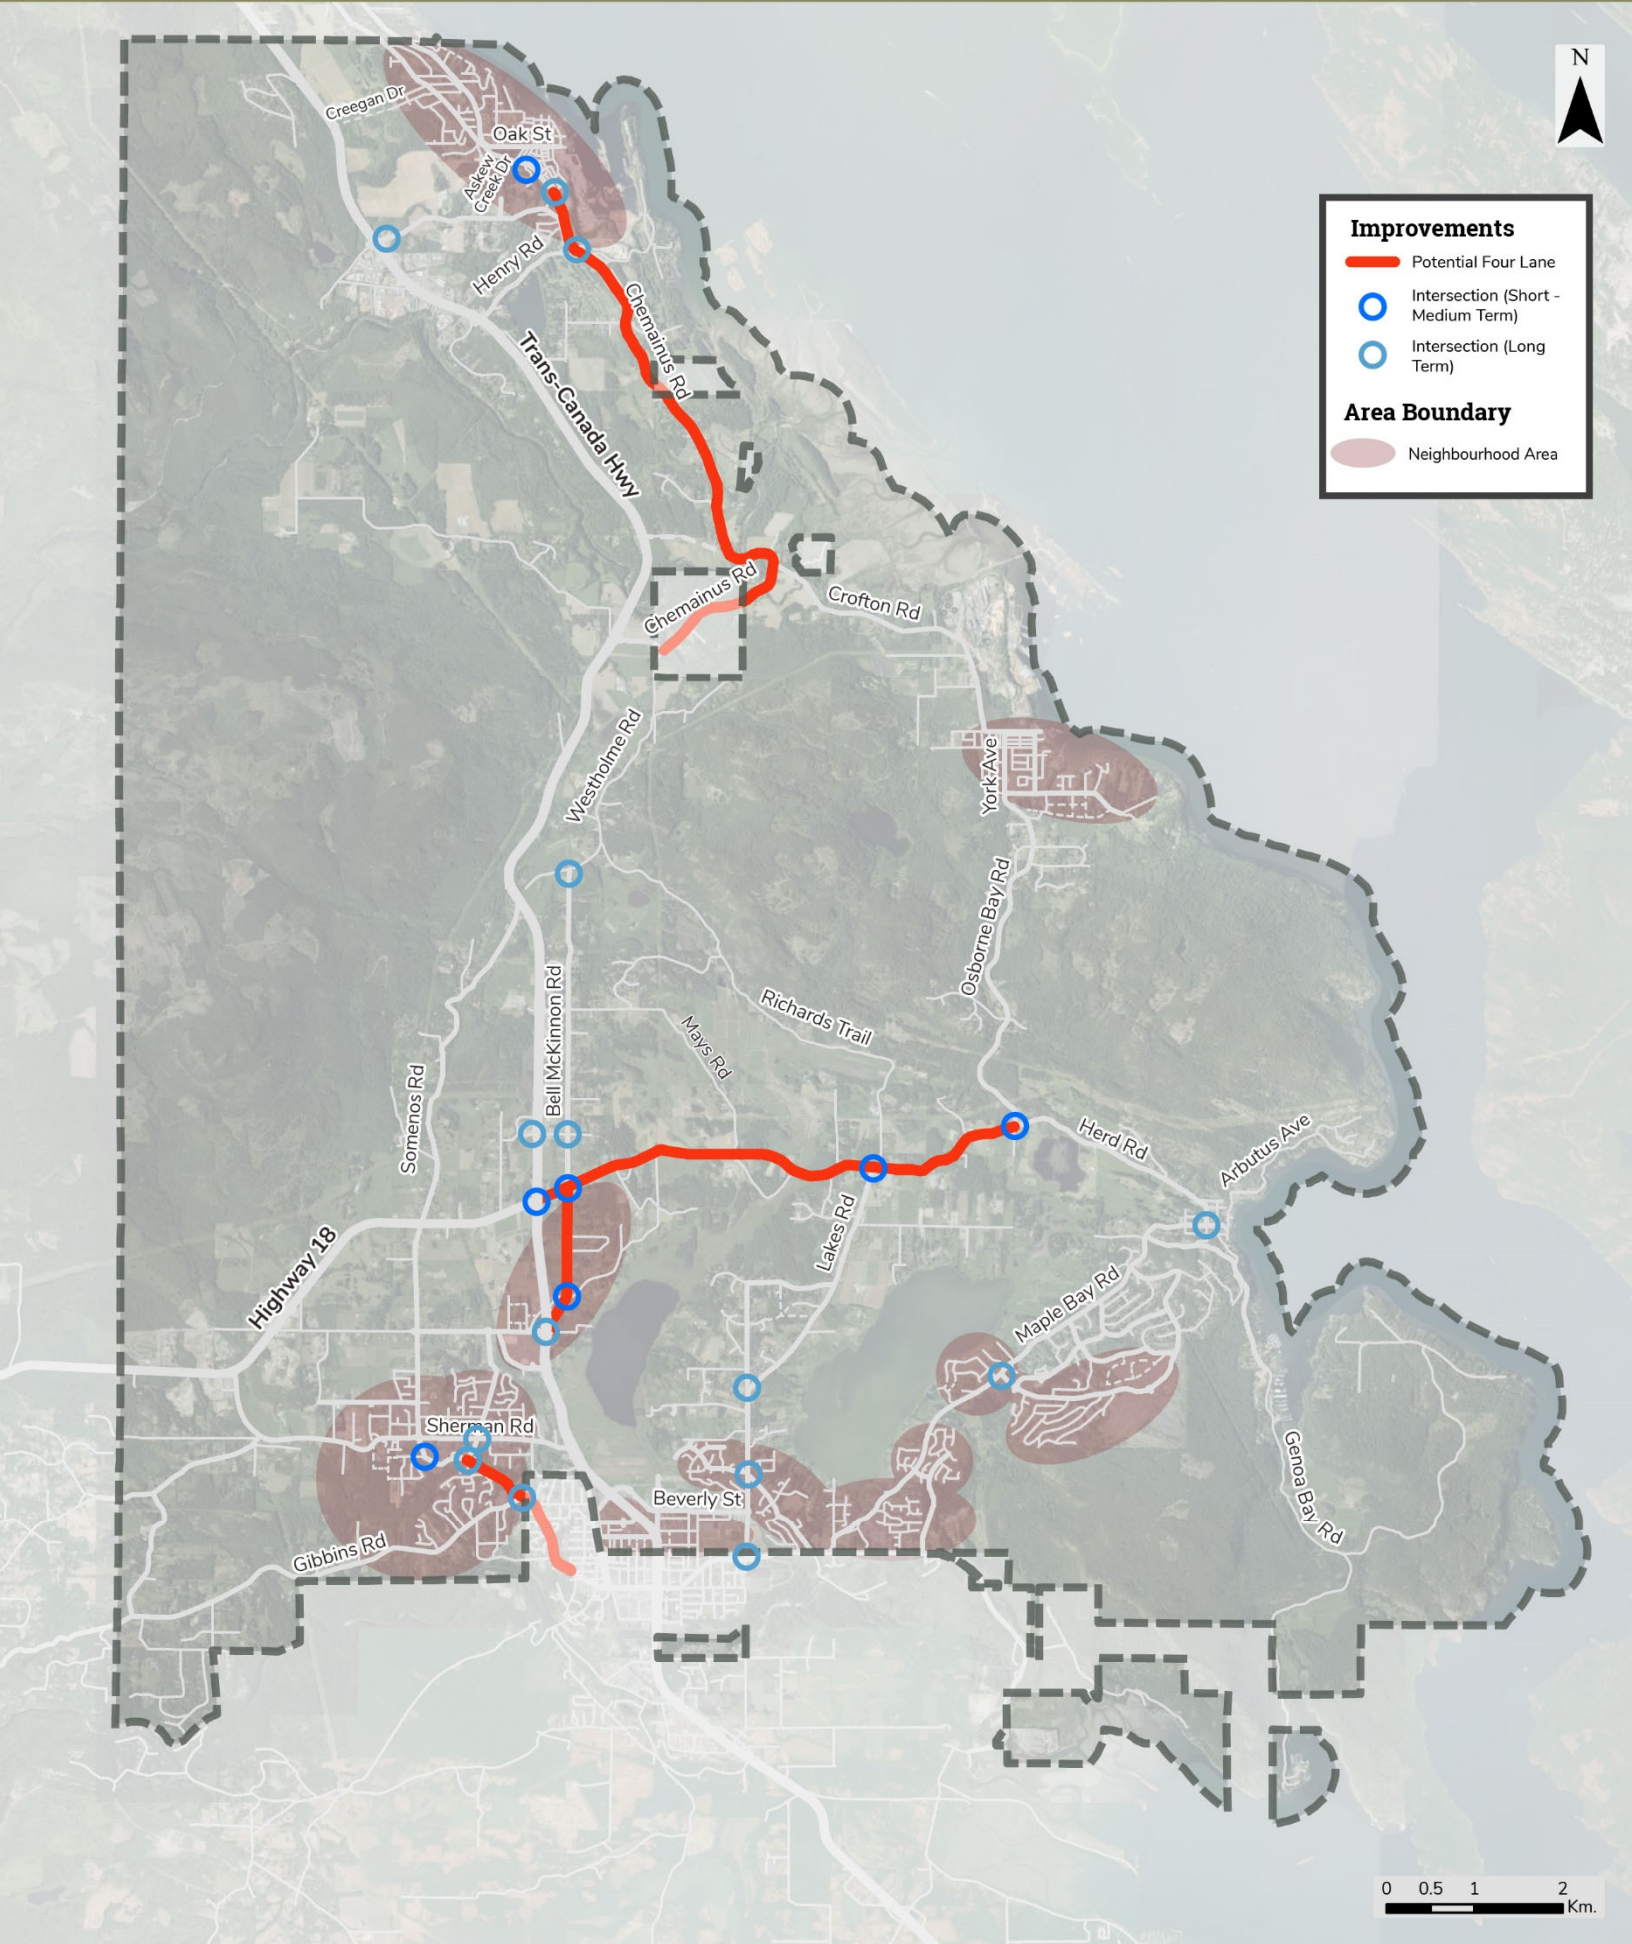 N
Creegan Dr
Oak St
Askew
Creek Dr
Henry Rd
Chemainus Rd
Trans-Canada Hwy
Improvements
Potential Four Lane
Intersection (Short -
Medium Term)
Intersection (Long
Term)
Area Boundary
Neighbourhood Area
Chemainus Rd
Crofton Rd
Westholme Rd
York Ave
Osborne Bay Rd
Bell McKinnon Rd
Richards Trail
Mays Rd
Somenos Rd
Herd Rd
Arbutus Ave
Lakes Rd
Highway 18
Maple Bay Rd
Sherman Rd
Genoa Bay Rd
Beverly St
Gibbins Rd
0 0.5 1 2
Km.